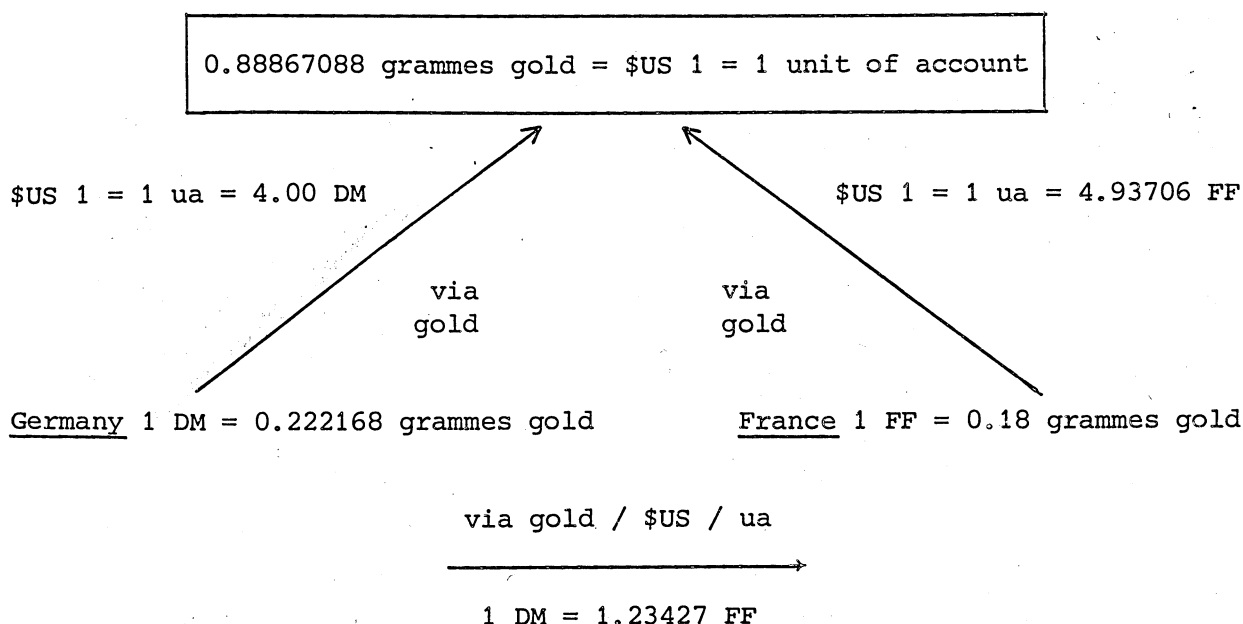 0.88867088 grammes gold = $US 1 = 1 unit of account
$US 1 = 1 ua = 4.00 DM
$US 1 = 1 ua = 4.93706 FF
via
gold
via
gold
Germany 1 DM = 0.222168 grammes gold
France 1 FF = 0.18 grammes gold
via gold / $US / ua
1 DM = 1.23427 FF